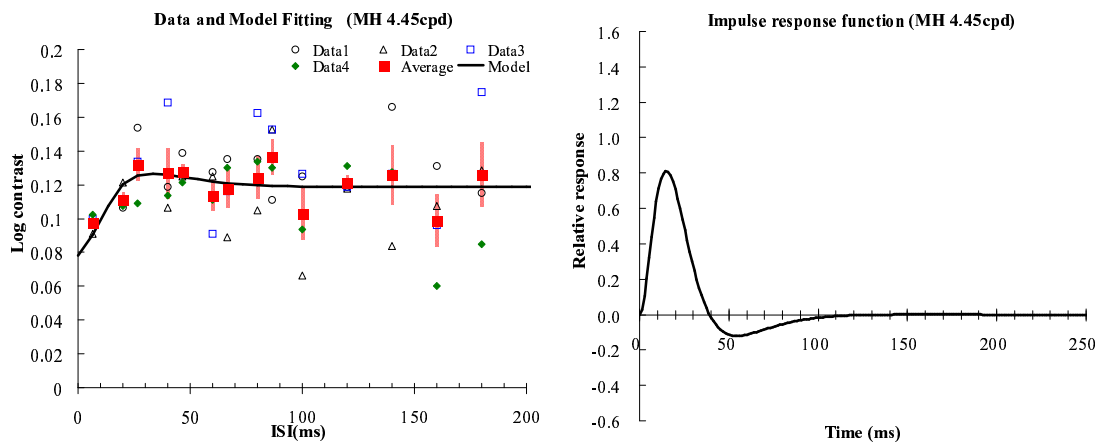 Data and Model Fitting (MH 4.45cpd)
Data1 Data2 Data3
Data4 Average Model
Log contrast
0.2
0.18
0.16
0.14
0.12
0.1
0.08
0.06
0.04
0.02
0
0 50 100 150 200
ISI(ms)
Impulse response function (MH 4.45cpd)
Relative response
1.6
1.4
1.2
1.0
0.8
0.6
0.4
0.2
0.0
-0.2
-0.4
-0.6
0 50 100 150 200 250
Time (ms)